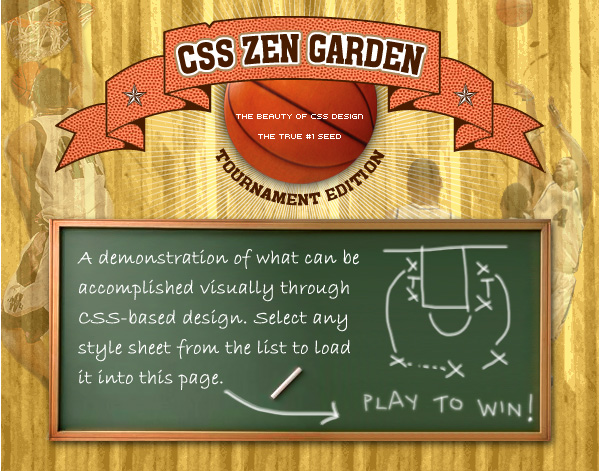 CSS ZEN GARDEN
THE BEAUTY OF CSS DESIGN
THE TRUE #1 SEED
TOURNAMENT EDITION
A demonstration of what can be
accomplished visually through
CSS-based design. Select any
style sheet from the list to load
it into this page.
PLAY TO WIN!